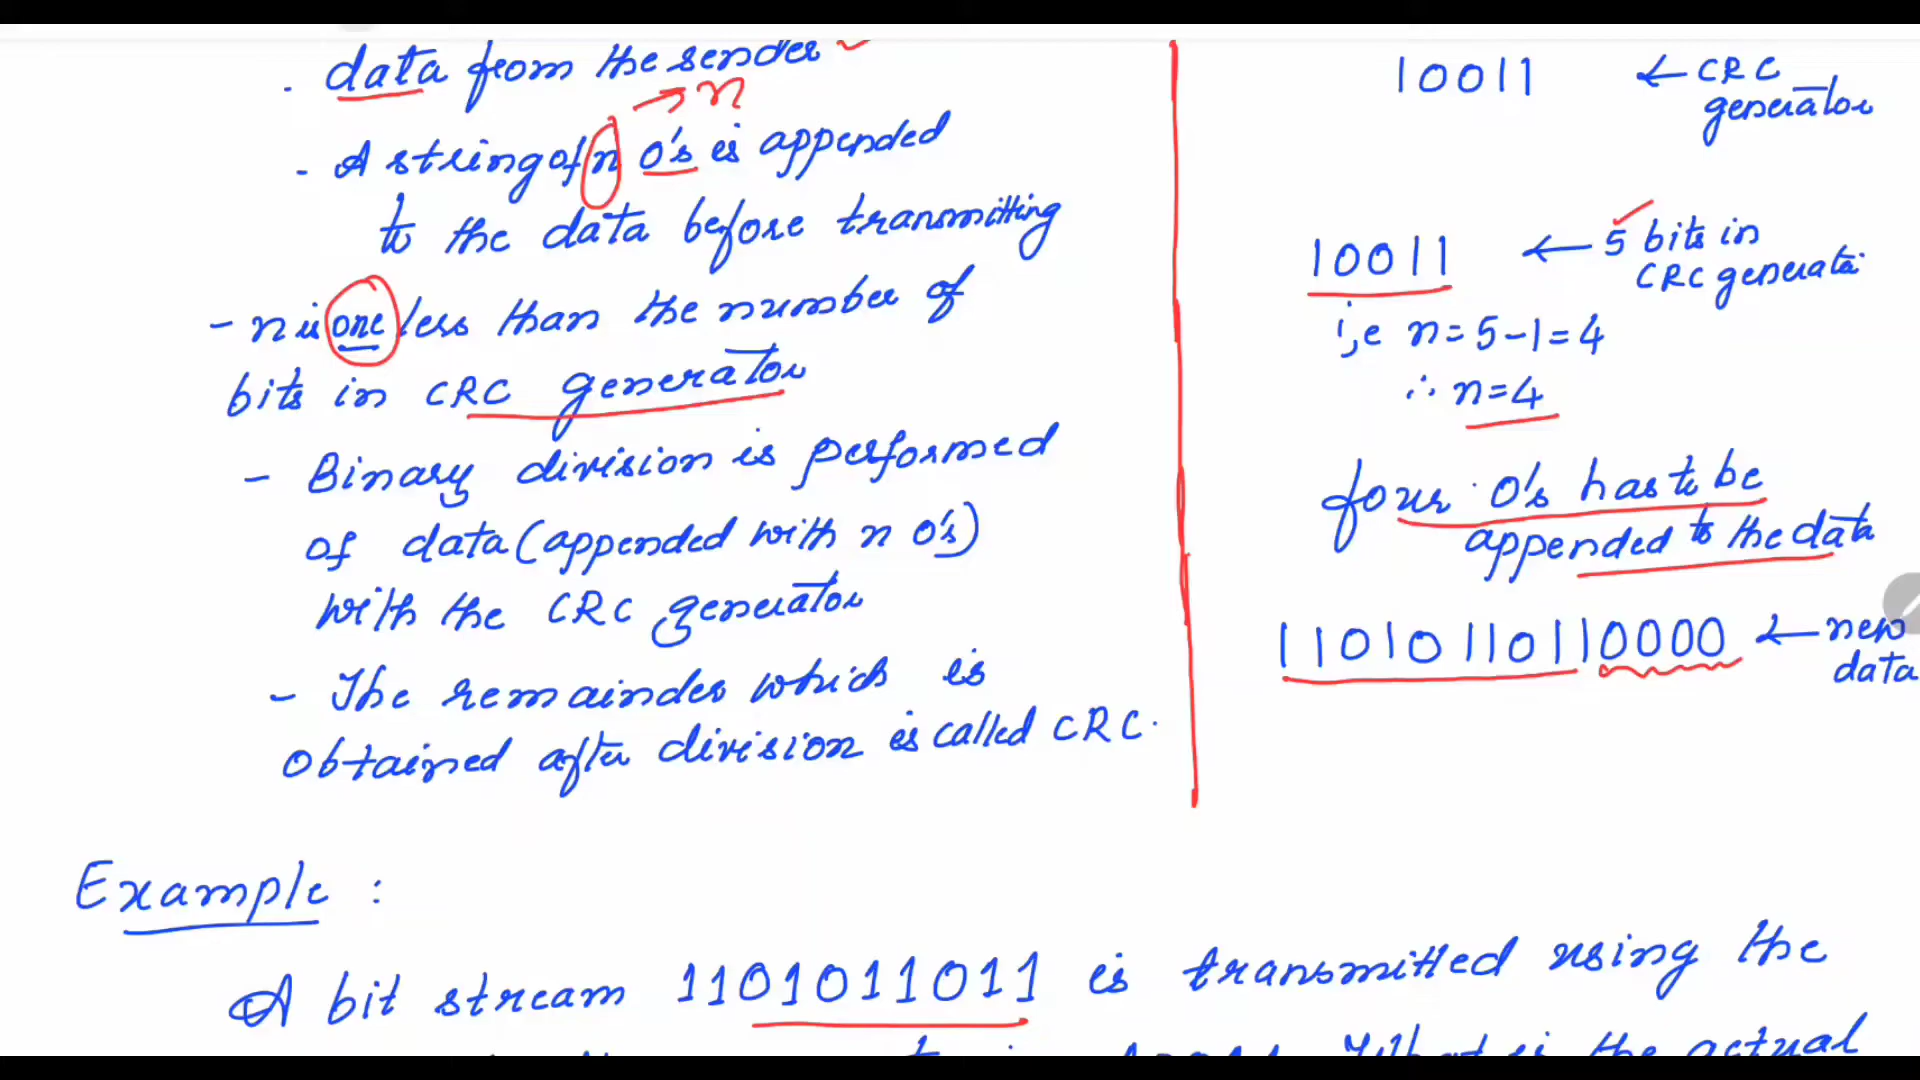 . data from the sender
- A string of n 0's is appended
→ n
to the data before transmitting
- n is one less than the number of
bits in CRC generator
- Binary division is performed
of data (appended with n 0's)
with the CRC generator
- The remainder which is
obtained after division is called CRC.
10011 ← CRC
generator
10011 ← 5 bits in
CRC generator
i,e n=5-1=4
∴ n=4
four 0's has to be
appended to the data
11010110110000 ← new
data
Example :
A bit stream 1101011011 is transmitted using the
What is the actual